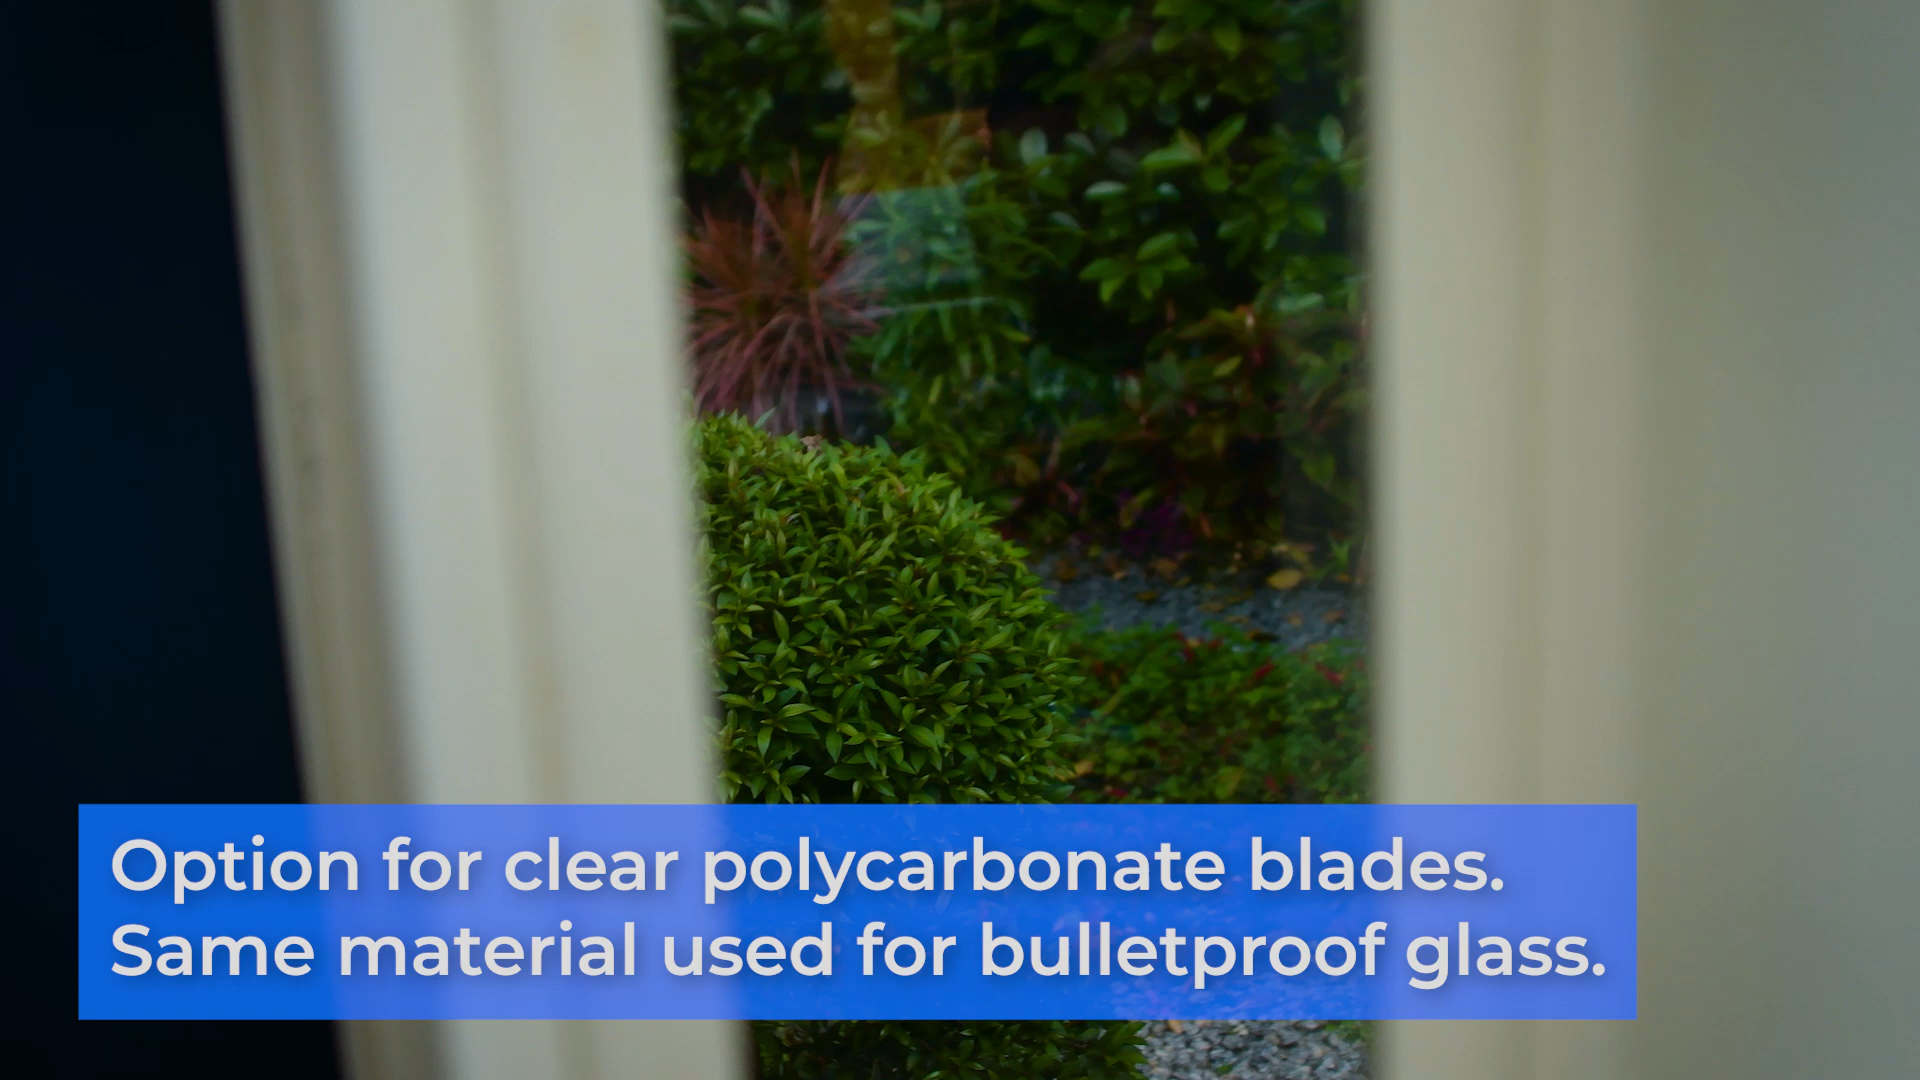 Option for clear polycarbonate blades.
Same material used for bulletproof glass.